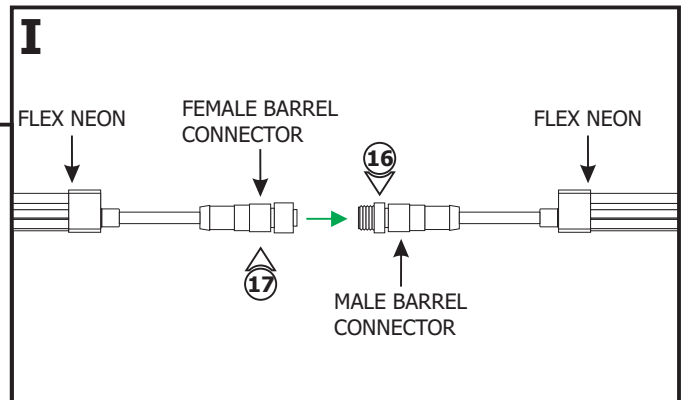 I
FLEX NEON
FEMALE BARREL
CONNECTOR
FLEX NEON
16
17
MALE BARREL
CONNECTOR